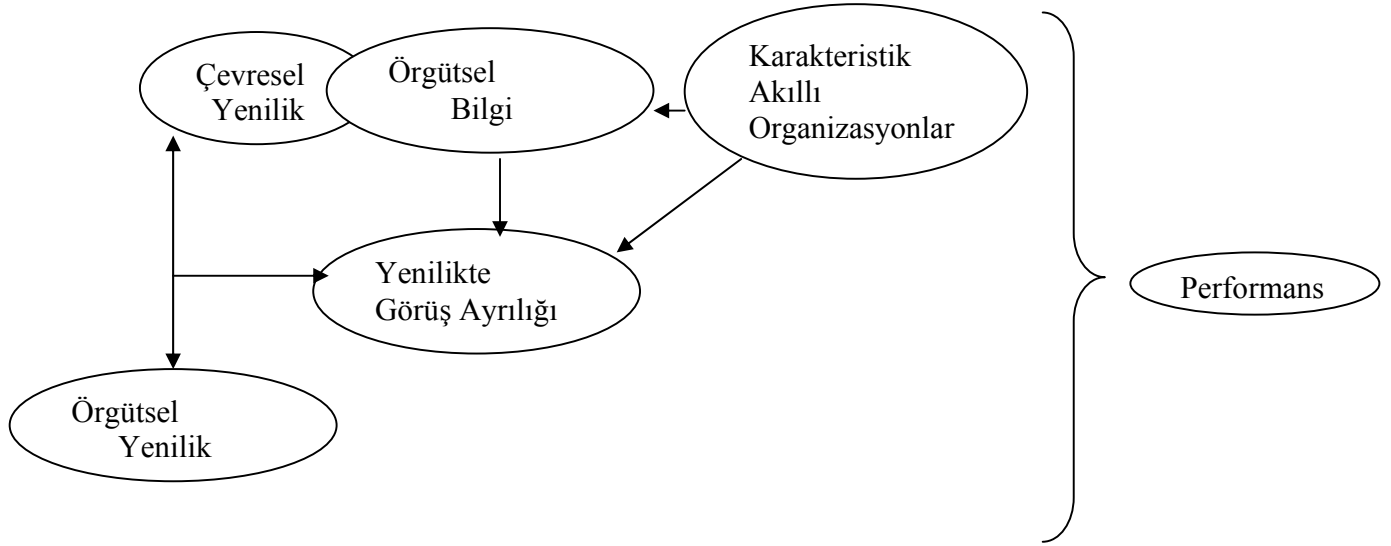 Çevresel
Yenilik
Örgütsel
Bilgi
Karakteristik
Akıllı
Organizasyonlar
Yenilikte
Görüş Ayrılığı
Performans
Örgütsel
Yenilik